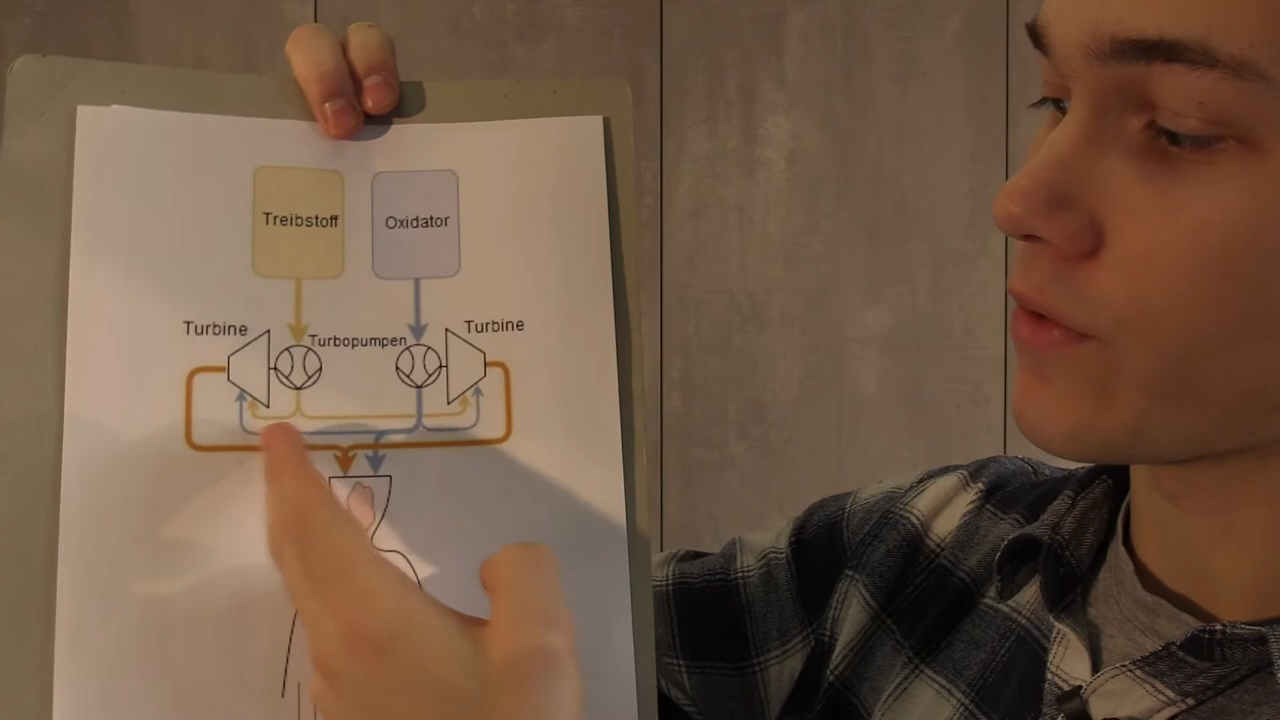 Treibstoff
Oxidator
Turbine
Turbopumpen
Turbine